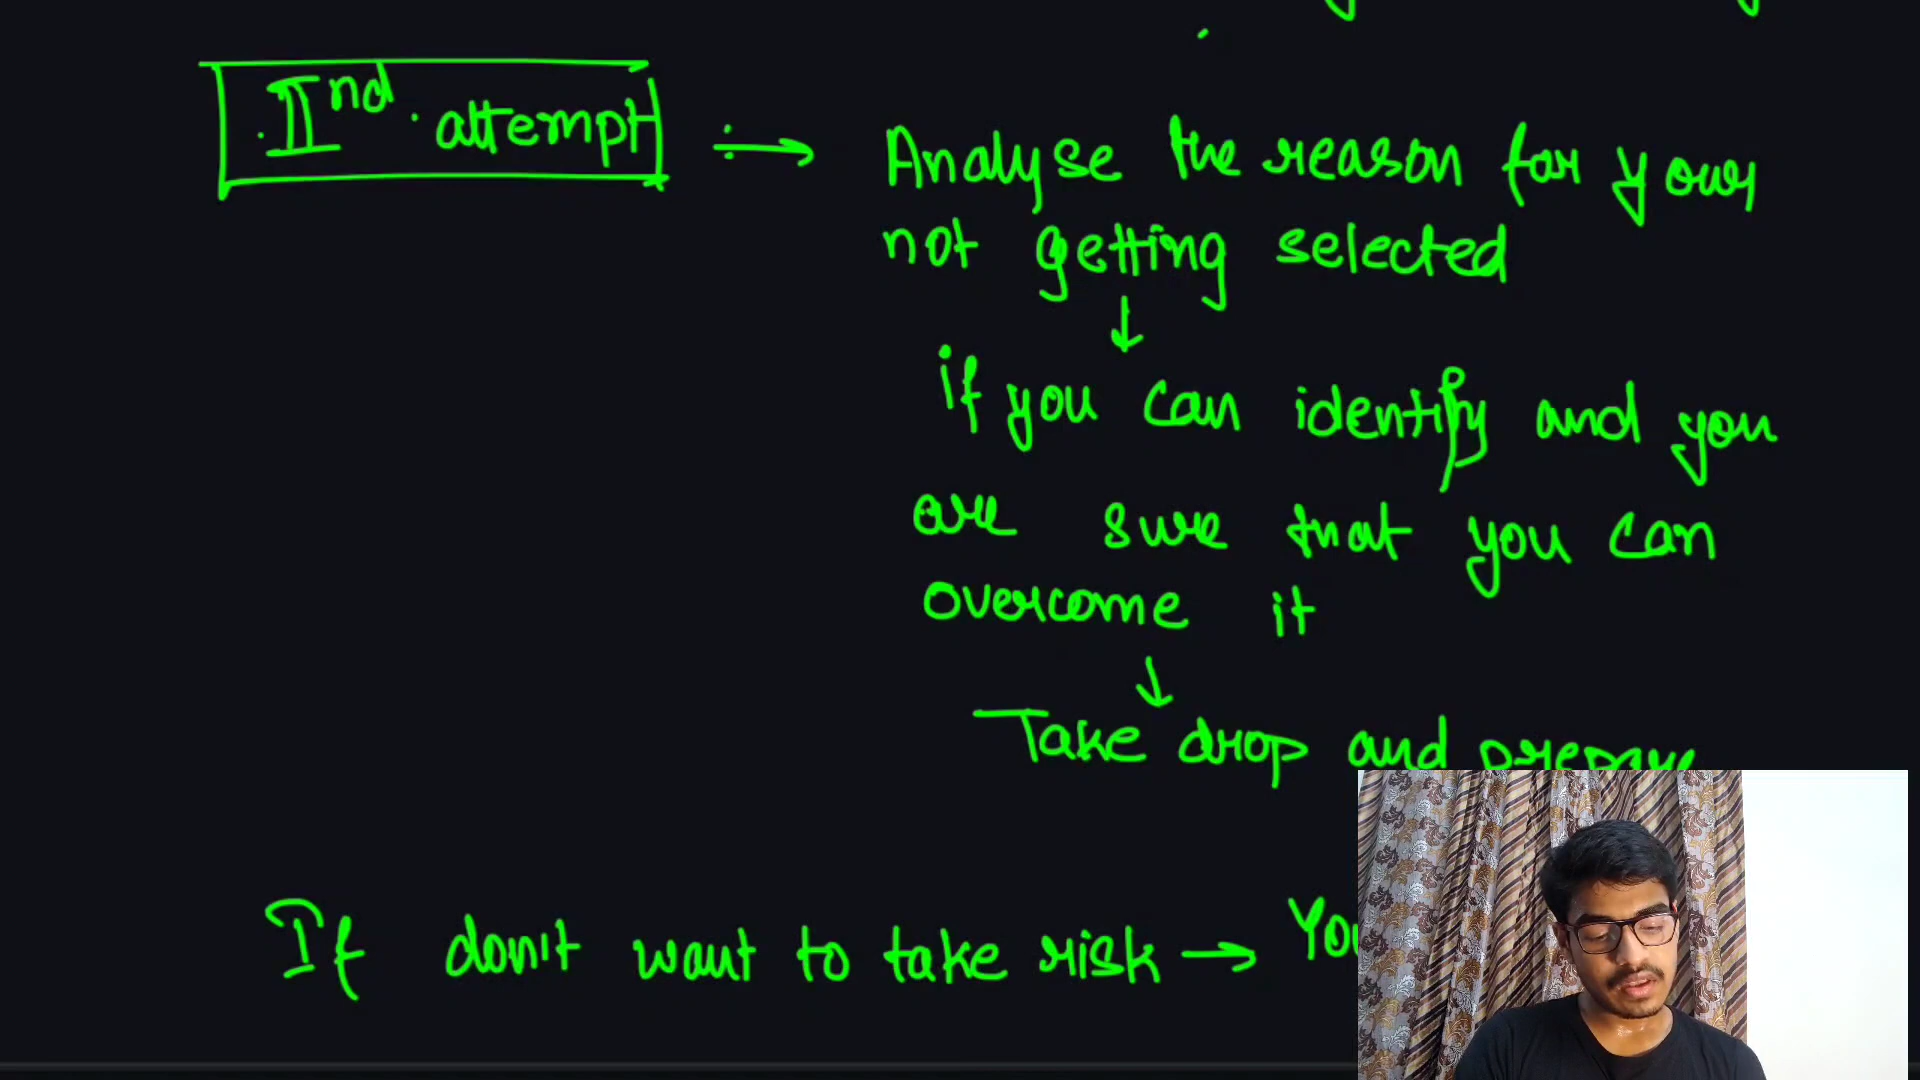 IInd attempt ÷→ Analyse the reason for your
not getting selected
↓
if you can identify and you
are sure that you can
overcome it
↓
Take drop and prepare
If don't want to take risk →